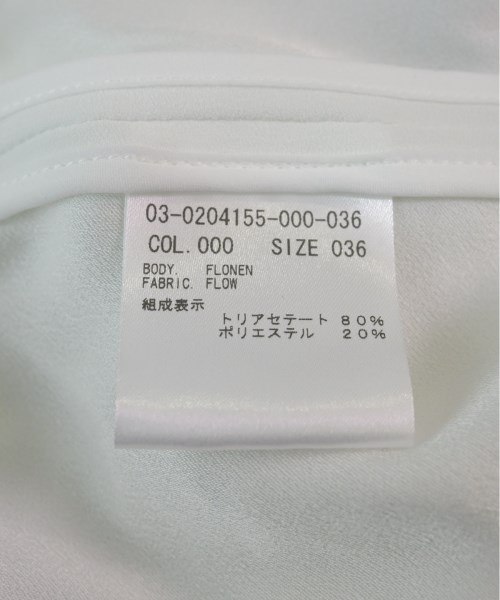 03-0204155-000-036
COL.000 SIZE 036
BODY. FLONEN
FABRIC. FLOW
組成表示
トリアセテート 80%
ポリエステル 20%